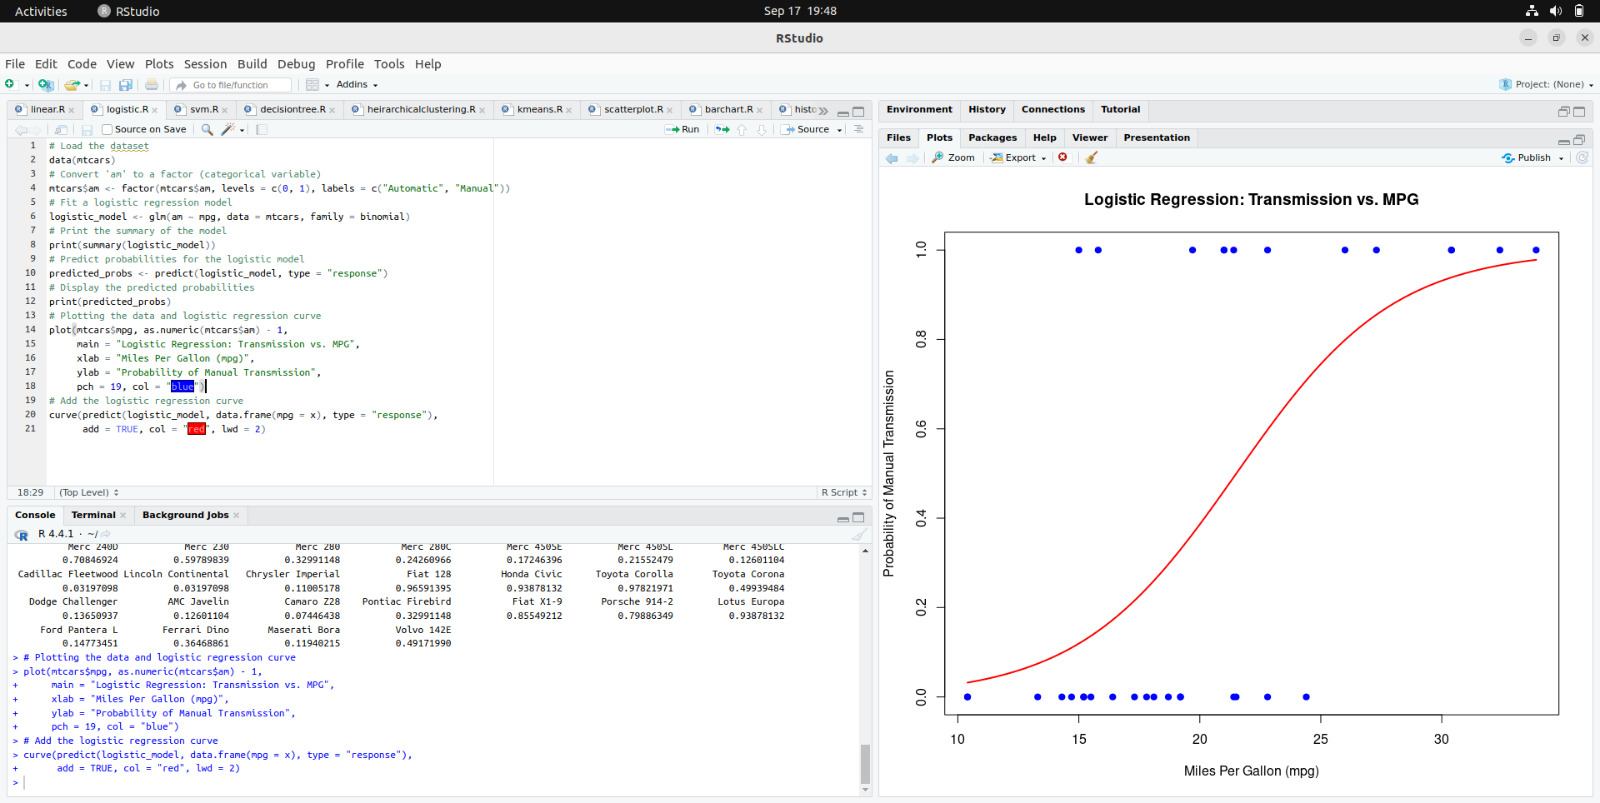 Activities RStudio Sep 17 19:48
RStudio
File Edit Code View Plots Session Build Debug Profile Tools Help
Go to file/function Addins Project: (None)
linear.R logistic.R svm.R decisiontree.R heirarchicalclustering.R kmeans.R scatterplot.R barchart.R histo
Source on Save Run Source
1 # Load the dataset
2 data(mtcars)
3 # Convert 'am' to a factor (categorical variable)
4 mtcars$am <- factor(mtcars$am, levels = c(0, 1), labels = c("Automatic", "Manual"))
5 # Fit a logistic regression model
6 logistic_model <- glm(am ~ mpg, data = mtcars, family = binomial)
7 # Print the summary of the model
8 print(summary(logistic_model))
9 # Predict probabilities for the logistic model
10 predicted_probs <- predict(logistic_model, type = "response")
11 # Display the predicted probabilities
12 print(predicted_probs)
13 # Plotting the data and logistic regression curve
14 plot(mtcars$mpg, as.numeric(mtcars$am) - 1,
15 main = "Logistic Regression: Transmission vs. MPG",
16 xlab = "Miles Per Gallon (mpg)",
17 ylab = "Probability of Manual Transmission",
18 pch = 19, col = "blue")
19 # Add the logistic regression curve
20 curve(predict(logistic_model, data.frame(mpg = x), type = "response"),
21 add = TRUE, col = "red", lwd = 2)
18:29 (Top Level) R Script
Console Terminal Background Jobs
R 4.4.1 · ~/
Merc 240D Merc 230 Merc 280 Merc 280C Merc 450SE Merc 450SL Merc 450SLC
0.70846924 0.59789839 0.32991148 0.24260966 0.17246396 0.21552479 0.12601104
Cadillac Fleetwood Lincoln Continental Chrysler Imperial Fiat 128 Honda Civic Toyota Corolla Toyota Corona
0.03197098 0.03197098 0.11005178 0.96591395 0.93878132 0.97821971 0.49939484
Dodge Challenger AMC Javelin Camaro Z28 Pontiac Firebird Fiat X1-9 Porsche 914-2 Lotus Europa
0.13650937 0.12601104 0.07446438 0.32991148 0.85549212 0.79886349 0.93878132
Ford Pantera L Ferrari Dino Maserati Bora Volvo 142E
0.14773451 0.36468861 0.11940215 0.49171990
> # Plotting the data and logistic regression curve
> plot(mtcars$mpg, as.numeric(mtcars$am) - 1,
+ main = "Logistic Regression: Transmission vs. MPG",
+ xlab = "Miles Per Gallon (mpg)",
+ ylab = "Probability of Manual Transmission",
+ pch = 19, col = "blue")
> # Add the logistic regression curve
> curve(predict(logistic_model, data.frame(mpg = x), type = "response"),
+ add = TRUE, col = "red", lwd = 2)
>
Environment History Connections Tutorial
Files Plots Packages Help Viewer Presentation
Zoom Export Publish
Logistic Regression: Transmission vs. MPG
Probability of Manual Transmission
1.0
0.8
0.6
0.4
0.2
0.0
10 15 20 25 30
Miles Per Gallon (mpg)